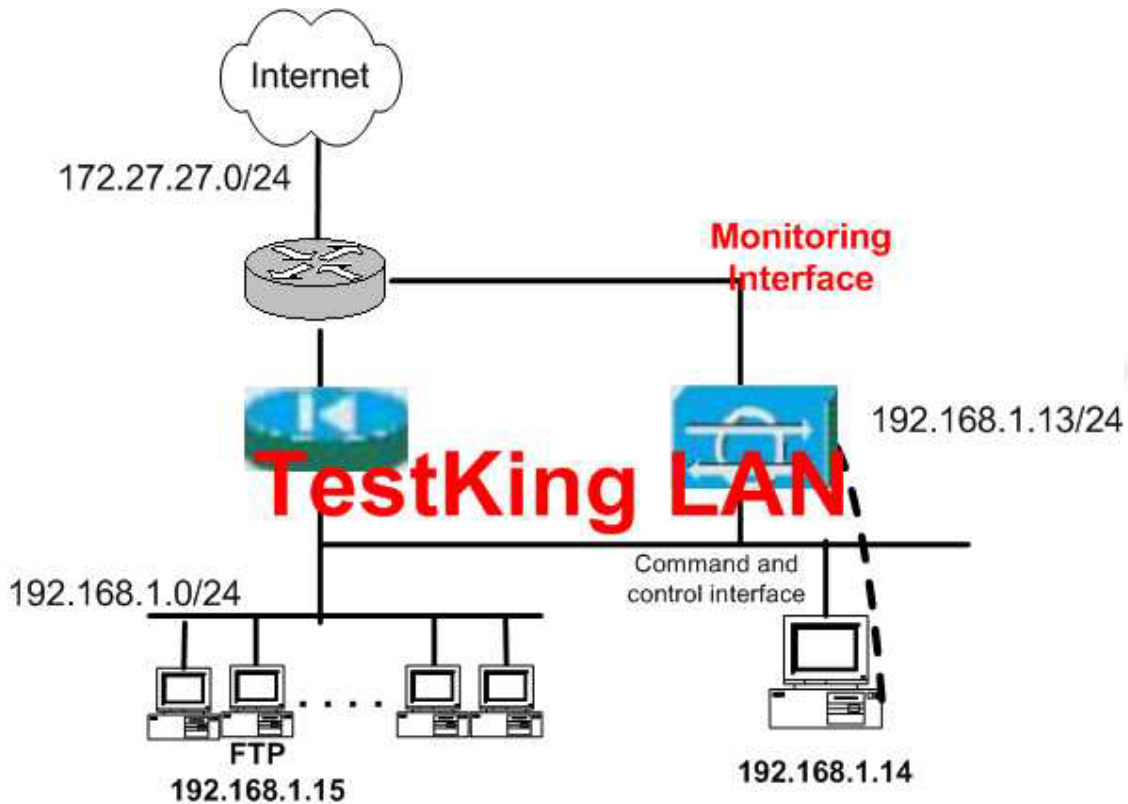 Internet
172.27.27.0/24
Monitoring
Interface
192.168.1.13/24
TestKing LAN
Command and
control interface
192.168.1.0/24
FTP
192.168.1.15
192.168.1.14